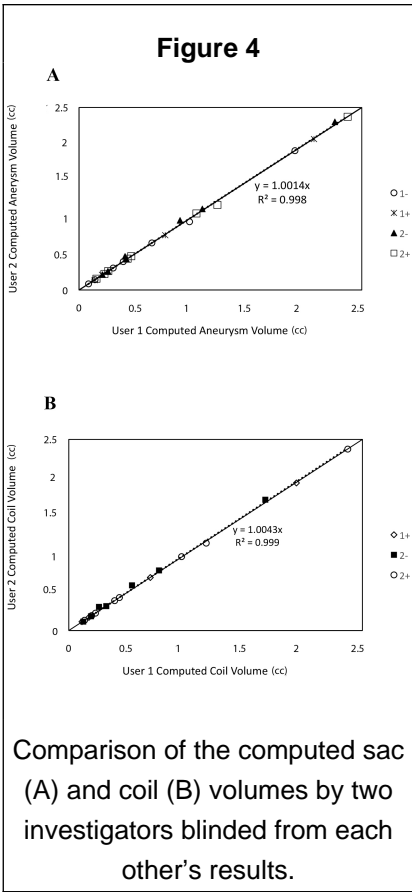 Figure 4
A
2.5
2
1.5
1
0.5
0
User 2 Computed Anerysm Volume (cc)
y = 1.0014x
R² = 0.998
1-
1+
2-
2+
0 0.5 1 1.5 2 2.5
User 1 Computed Aneurysm Volume (cc)
B
2.5
2
1.5
1
0.5
0
User 2 Computed Coil Volume (cc)
y = 1.0043x
R² = 0.999
1+
2-
2+
0 0.5 1 1.5 2 2.5
User 1 Computed Coil Volume (cc)
Comparison of the computed sac
(A) and coil (B) volumes by two
investigators blinded from each
other's results.